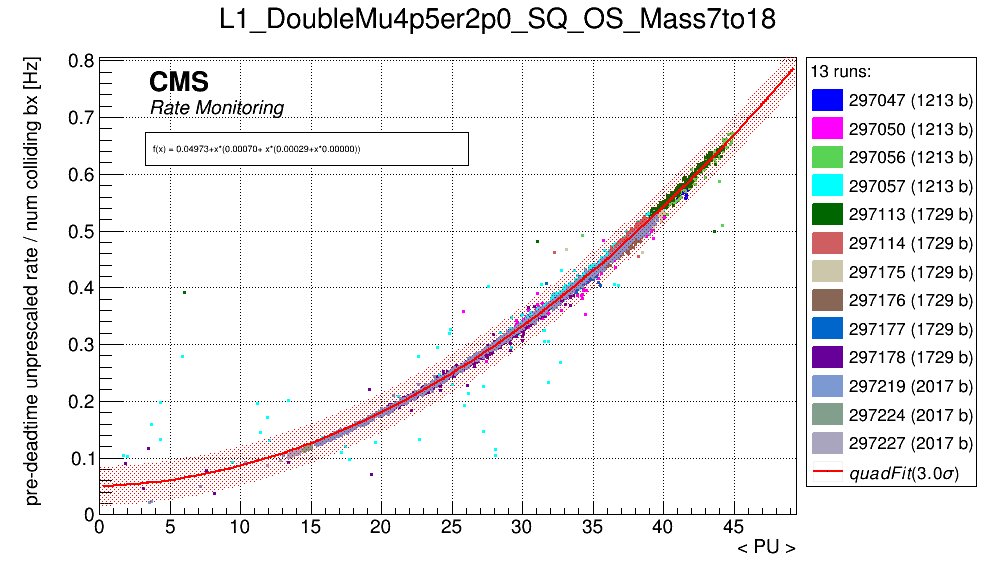 L1_DoubleMu4p5er2p0_SQ_OS_Mass7to18
pre-deadtime unprescaled rate / num colliding bx [Hz]
CMS
Rate Monitoring
f(x) = 0.04973+x*(0.00070+ x*(0.00029+x*0.00000))
0.8
0.7
0.6
0.5
0.4
0.3
0.2
0.1
0
0 5 10 15 20 25 30 35 40 45
< PU >
13 runs:
297047 (1213 b)
297050 (1213 b)
297056 (1213 b)
297057 (1213 b)
297113 (1729 b)
297114 (1729 b)
297175 (1729 b)
297176 (1729 b)
297177 (1729 b)
297178 (1729 b)
297219 (2017 b)
297224 (2017 b)
297227 (2017 b)
quadFit(3.0σ)